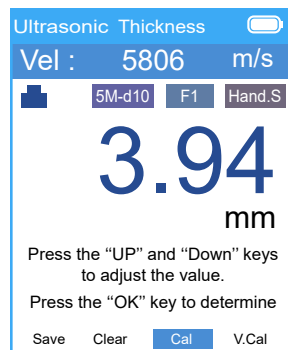 Ultrasonic Thickness
Vel : 5806 m/s
5M-d10 F1 Hand.S
3.94
mm
Press the “UP” and “Down” keys
to adjust the value.
Press the “OK” key to determine
Save Clear Cal V.Cal